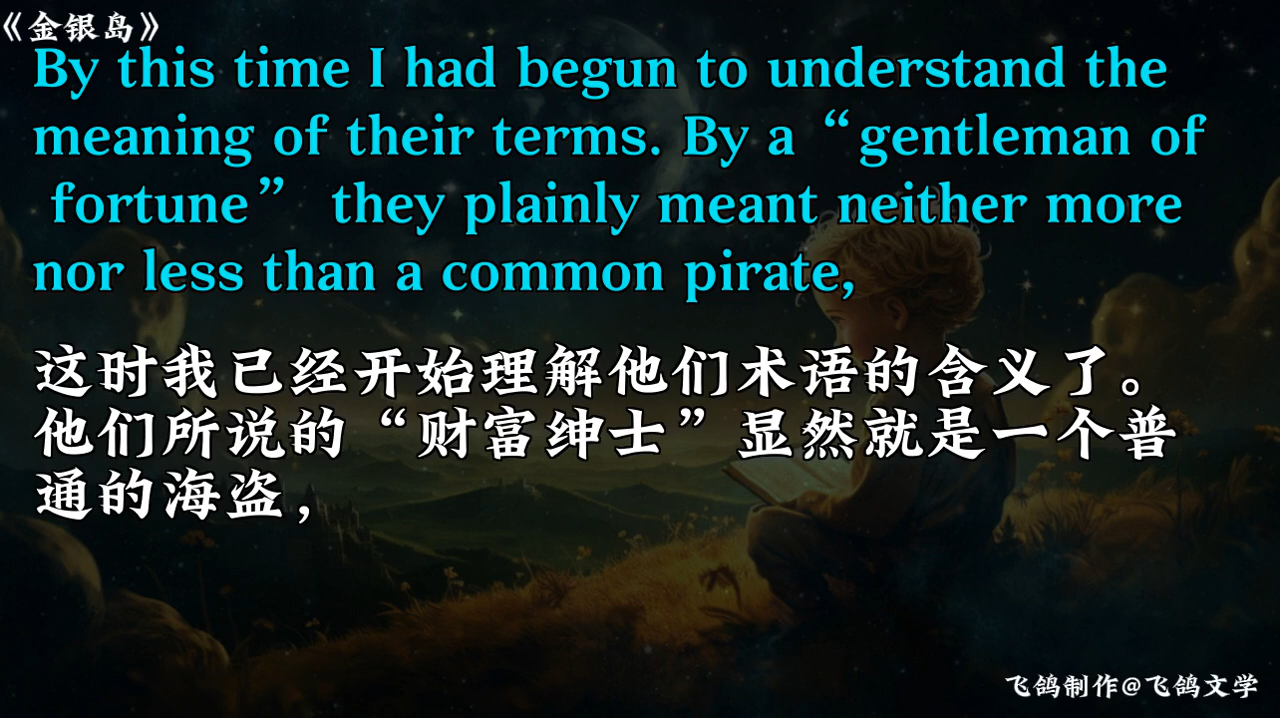 《金银岛》
By this time I had begun to understand the
meaning of their terms. By a “gentleman of
fortune” they plainly meant neither more
nor less than a common pirate,
这时我已经开始理解他们术语的含义了。
他们所说的“财富绅士”显然就是一个普
通的海盗，
飞鸽制作@飞鸽文学